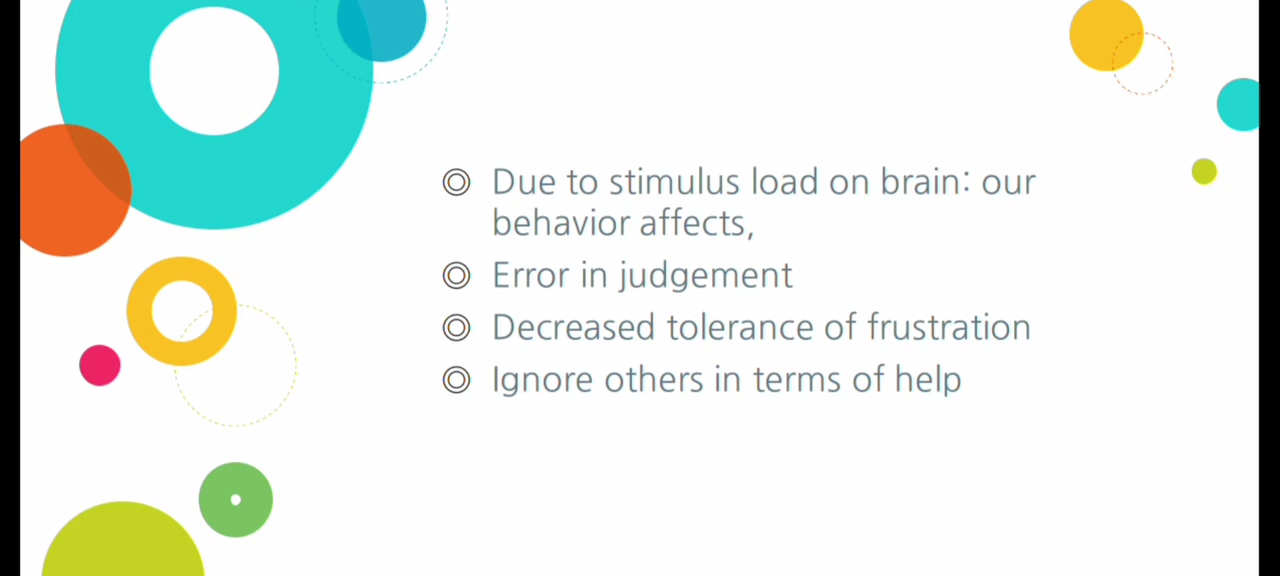 ◎ Due to stimulus load on brain: our
behavior affects,
◎ Error in judgement
◎ Decreased tolerance of frustration
◎ Ignore others in terms of help